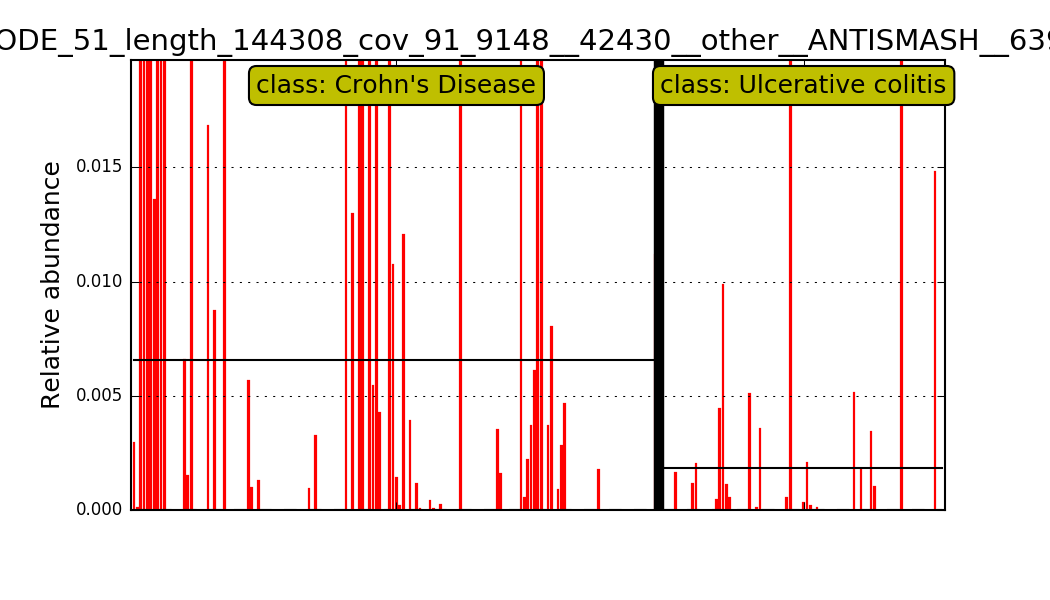 ODE_51_length_144308_cov_91_9148__42430__other__ANTISMASH__639
class: Crohn's Disease
class: Ulcerative colitis
Relative abundance
0.015
0.010
0.005
0.000